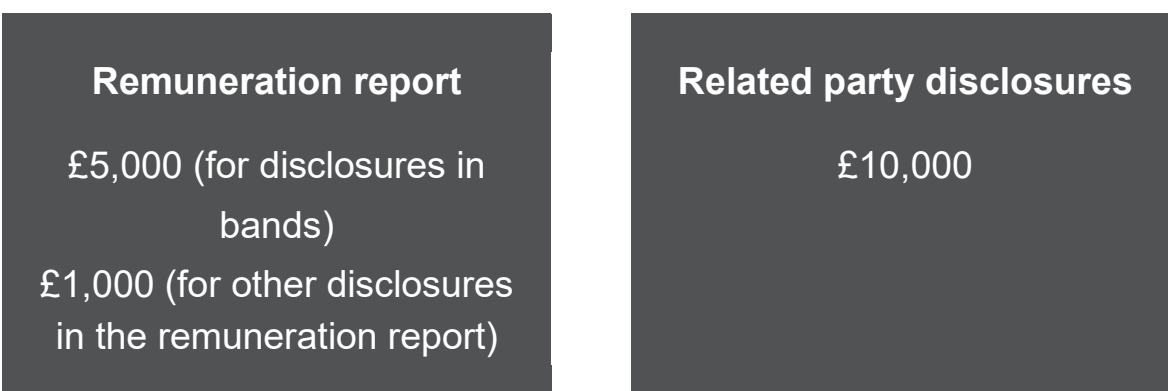 Remuneration report
£5,000 (for disclosures in
bands)
£1,000 (for other disclosures
in the remuneration report)
Related party disclosures
£10,000